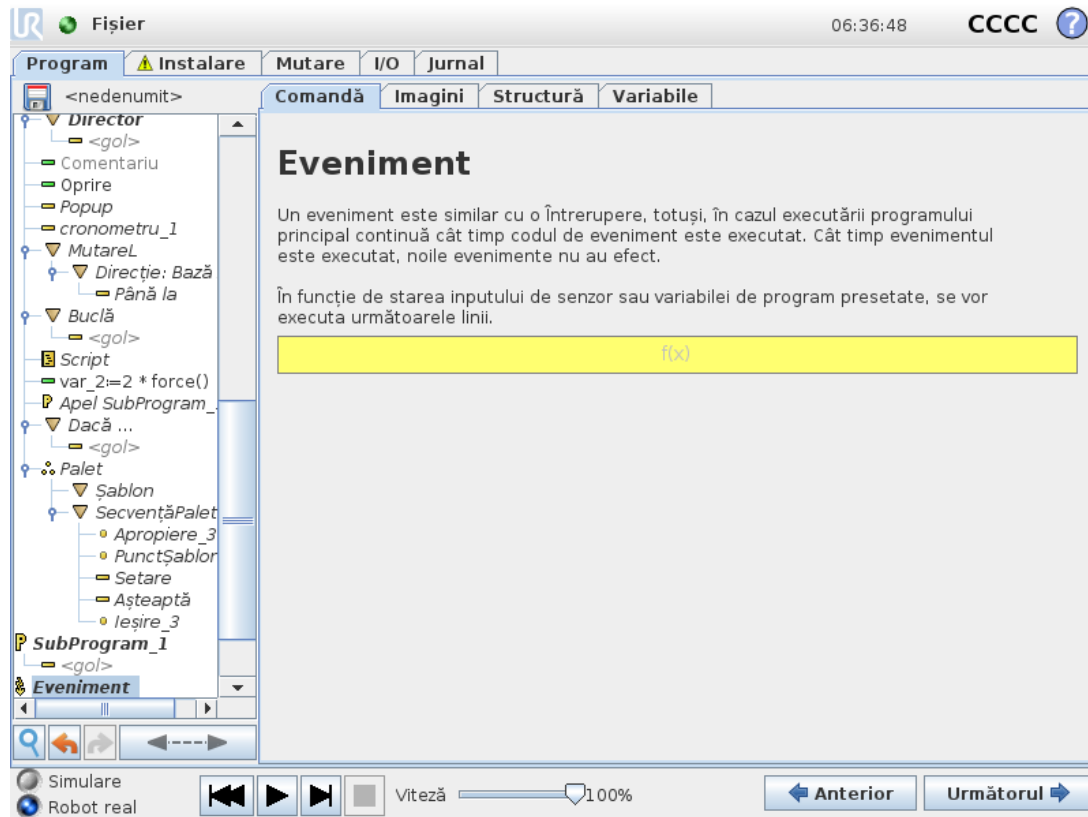 Fișier
06:36:48
CCCC
?
Program
Instalare
Mutare
I/O
Jurnal
<nedenumit>
Comandă
Imagini
Structură
Variabile
Director
<gol>
Comentariu
Oprire
Popup
cronometru_1
MutareL
Direcție: Bază
Până la
Buclă
<gol>
Script
var_2:=2 * force()
Apel SubProgram_
Dacă ...
<gol>
Palet
Șablon
SecvențăPalet
Apropiere_3
PunctȘablon
Setare
Așteaptă
Ieșire_3
SubProgram_1
<gol>
Eveniment
Eveniment
Un eveniment este similar cu o Întrerupere, totuși, în cazul executării programului
principal continuă cât timp codul de eveniment este executat. Cât timp evenimentul
este executat, noile evenimente nu au efect.
În funcție de starea inputului de senzor sau variabilei de program presetate, se vor
executa următoarele linii.
f(x)
Simulare
Robot real
Viteză
100%
Anterior
Următorul